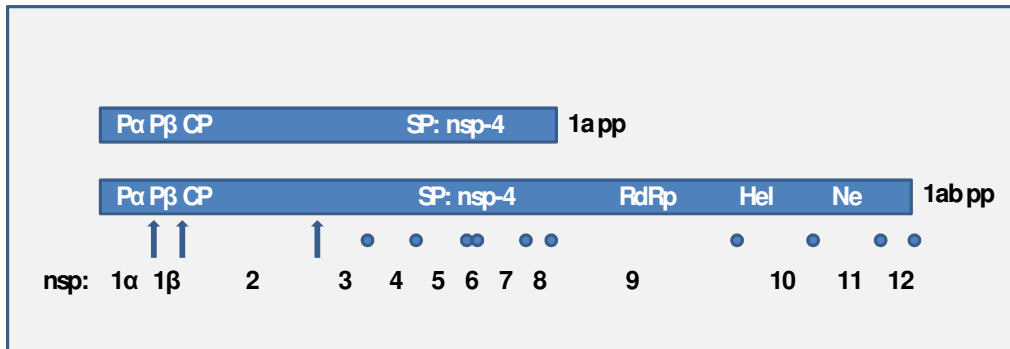 Pα Pβ CP SP: nsp-4 1a pp
Pα Pβ CP SP: nsp-4 RdRp Hel Ne 1ab pp
nsp: 1α 1β 2 3 4 5 6 7 8 9 10 11 12